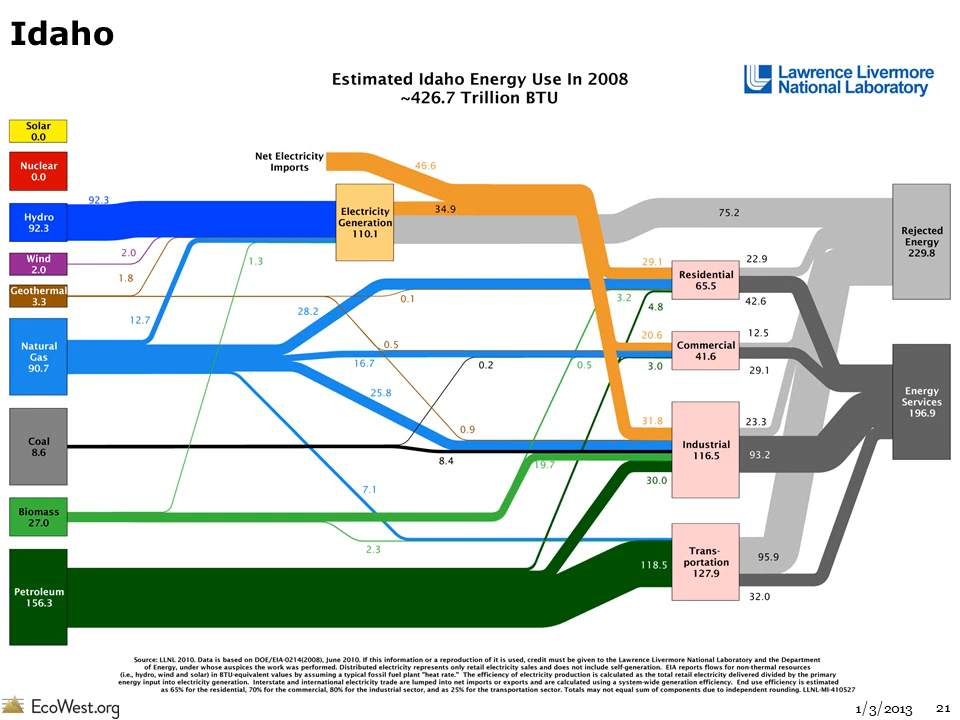 Idaho
Estimated Idaho Energy Use In 2008
~426.7 Trillion BTU
Lawrence Livermore
National Laboratory
Solar
0.0
Net Electricity
Imports
46.6
Nuclear
0.0
92.3
Hydro
92.3
Electricity
Generation
110.1
34.9
75.2
Rejected
Energy
229.8
Wind
2.0
2.0
1.3
29.1
22.9
Geothermal
3.3
1.8
Residential
65.5
0.1
3.2
4.8
42.6
28.2
12.7
Natural
Gas
90.7
0.5
20.6
12.5
Commercial
41.6
16.7
0.2
0.5
3.0
29.1
25.8
Energy
Services
196.9
Coal
8.6
0.9
31.8
23.3
Industrial
116.5
8.4
93.2
19.7
30.0
7.1
Biomass
27.0
2.3
Trans-
portation
127.9
118.5
95.9
32.0
Petroleum
156.3
Source: LLNL 2010. Data is based on DOE/EIA-0214(2008), June 2010. If this information or a reproduction of it is used, credit must be given to the Lawrence Livermore National Laboratory and the Department
of Energy, under whose auspices the work was performed. Distributed electricity represents only retail electricity sales and does not include self-generation. EIA reports flows for non-thermal resources
(i.e., hydro, wind and solar) in BTU-equivalent values by assuming a typical fossil fuel plant "heat rate." The efficiency of electricity production is calculated as the total retail electricity delivered divided by the primary
energy input into electricity generation. Interstate and international electricity trade are lumped into net imports or exports and are calculated using a system-wide generation efficiency. End use efficiency is estimated
as 65% for the residential, 70% for the commercial, 80% for the industrial sector, and as 25% for the transportation sector. Totals may not equal sum of components due to independent rounding. LLNL-MI-410527
EcoWest.org
1/3/2013
21